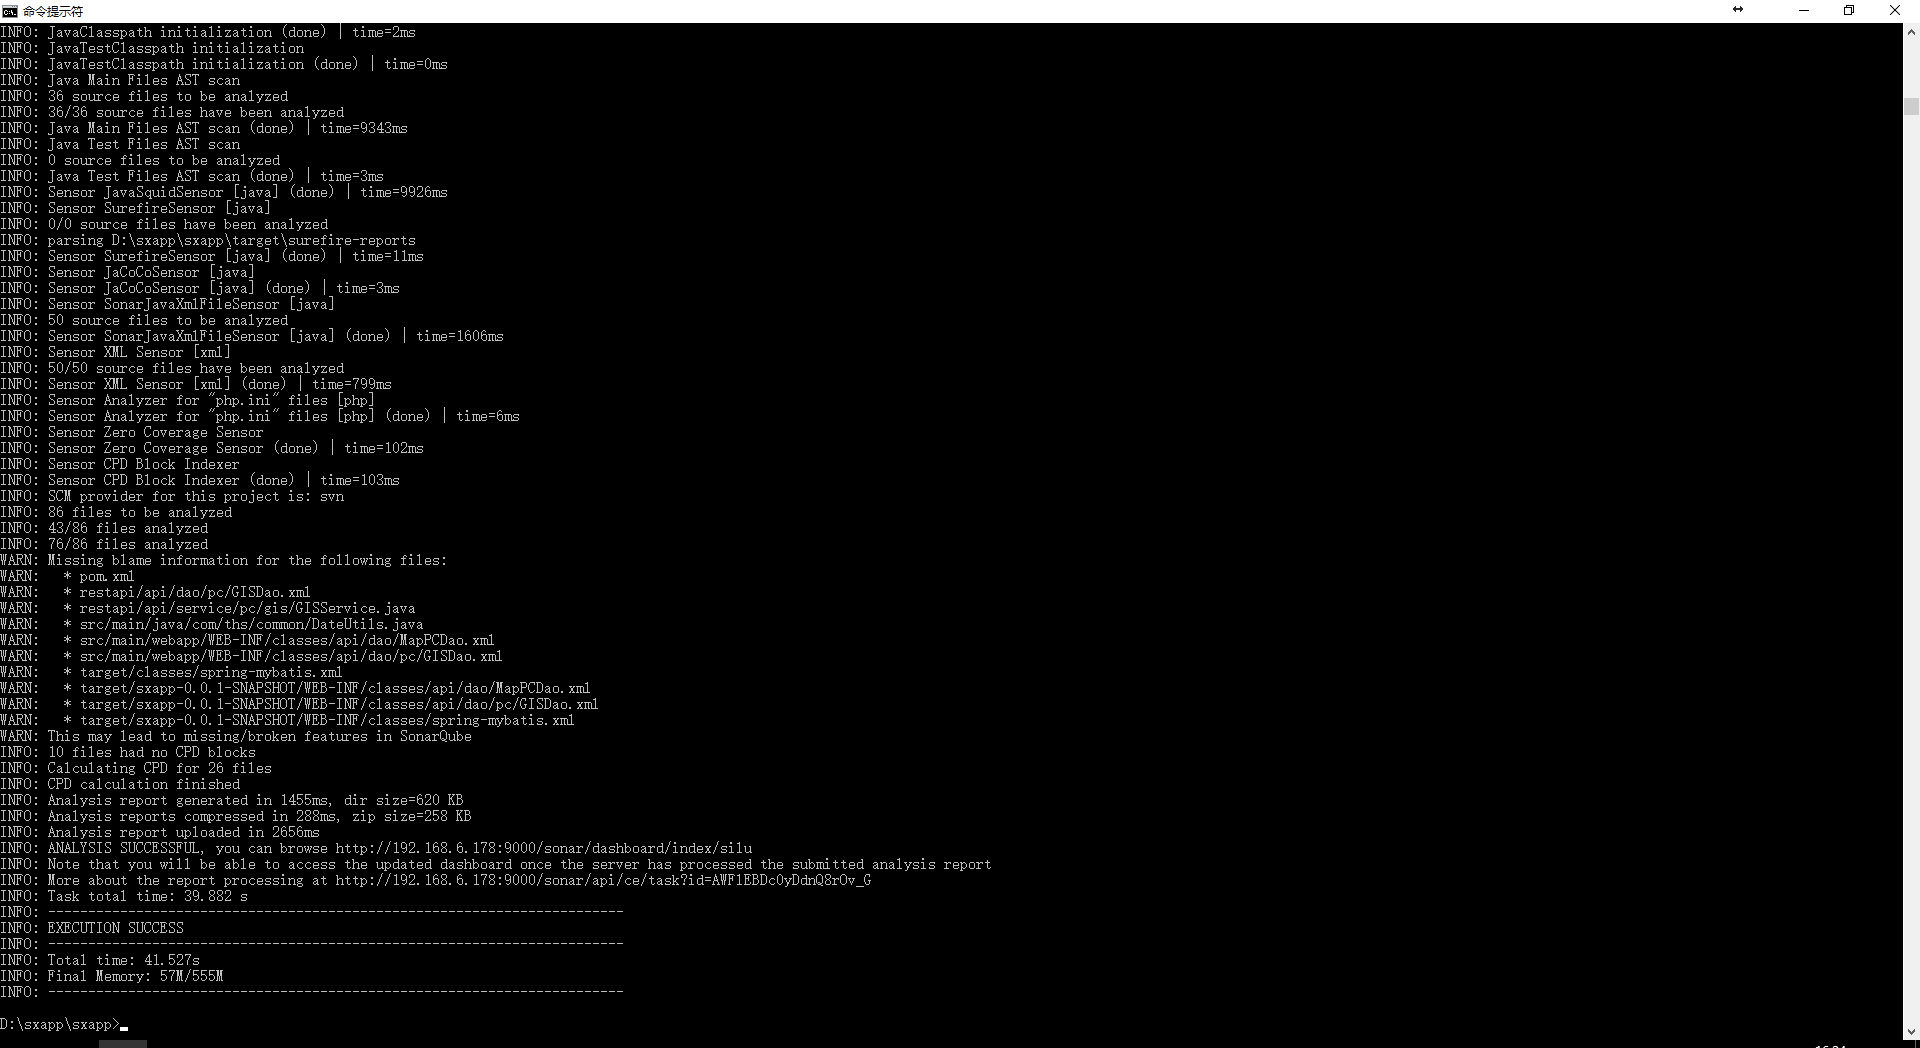 命令提示符
INFO: JavaClasspath initialization (done) | time=2ms
INFO: JavaTestClasspath initialization
INFO: JavaTestClasspath initialization (done) | time=0ms
INFO: Java Main Files AST scan
INFO: 36 source files to be analyzed
INFO: 36/36 source files have been analyzed
INFO: Java Main Files AST scan (done) | time=9343ms
INFO: Java Test Files AST scan
INFO: 0 source files to be analyzed
INFO: Java Test Files AST scan (done) | time=3ms
INFO: Sensor JavaSquidSensor [java] (done) | time=9926ms
INFO: Sensor SurefireSensor [java]
INFO: 0/0 source files have been analyzed
INFO: parsing D:\sxapp\sxapp\target\surefire-reports
INFO: Sensor SurefireSensor [java] (done) | time=11ms
INFO: Sensor JaCoCoSensor [java]
INFO: Sensor JaCoCoSensor [java] (done) | time=3ms
INFO: Sensor SonarJavaXmlFileSensor [java]
INFO: 50 source files to be analyzed
INFO: Sensor SonarJavaXmlFileSensor [java] (done) | time=1606ms
INFO: Sensor XML Sensor [xml]
INFO: 50/50 source files have been analyzed
INFO: Sensor XML Sensor [xml] (done) | time=799ms
INFO: Sensor Analyzer for "php.ini" files [php]
INFO: Sensor Analyzer for "php.ini" files [php] (done) | time=6ms
INFO: Sensor Zero Coverage Sensor
INFO: Sensor Zero Coverage Sensor (done) | time=102ms
INFO: Sensor CPD Block Indexer
INFO: Sensor CPD Block Indexer (done) | time=103ms
INFO: SCM provider for this project is: svn
INFO: 86 files to be analyzed
INFO: 43/86 files analyzed
INFO: 76/86 files analyzed
WARN: Missing blame information for the following files:
WARN:   * pom.xml
WARN:   * restapi/api/dao/pc/GISDao.xml
WARN:   * restapi/api/service/pc/gis/GISService.java
WARN:   * src/main/java/com/ths/common/DateUtils.java
WARN:   * src/main/webapp/WEB-INF/classes/api/dao/MapPCDao.xml
WARN:   * src/main/webapp/WEB-INF/classes/api/dao/pc/GISDao.xml
WARN:   * target/classes/spring-mybatis.xml
WARN:   * target/sxapp-0.0.1-SNAPSHOT/WEB-INF/classes/api/dao/MapPCDao.xml
WARN:   * target/sxapp-0.0.1-SNAPSHOT/WEB-INF/classes/api/dao/pc/GISDao.xml
WARN:   * target/sxapp-0.0.1-SNAPSHOT/WEB-INF/classes/spring-mybatis.xml
WARN: This may lead to missing/broken features in SonarQube
INFO: 10 files had no CPD blocks
INFO: Calculating CPD for 26 files
INFO: CPD calculation finished
INFO: Analysis report generated in 1455ms, dir size=620 KB
INFO: Analysis reports compressed in 288ms, zip size=258 KB
INFO: Analysis report uploaded in 2656ms
INFO: ANALYSIS SUCCESSFUL, you can browse http://192.168.6.178:9000/sonar/dashboard/index/silu
INFO: Note that you will be able to access the updated dashboard once the server has processed the submitted analysis report
INFO: More about the report processing at http://192.168.6.178:9000/sonar/api/ce/task?id=AWF1EBDc0yDdnQ8rOv_G
INFO: Task total time: 39.882 s
INFO: ------------------------------------------------------------------------
INFO: EXECUTION SUCCESS
INFO: ------------------------------------------------------------------------
INFO: Total time: 41.527s
INFO: Final Memory: 57M/555M
INFO: ------------------------------------------------------------------------
D:\sxapp\sxapp>